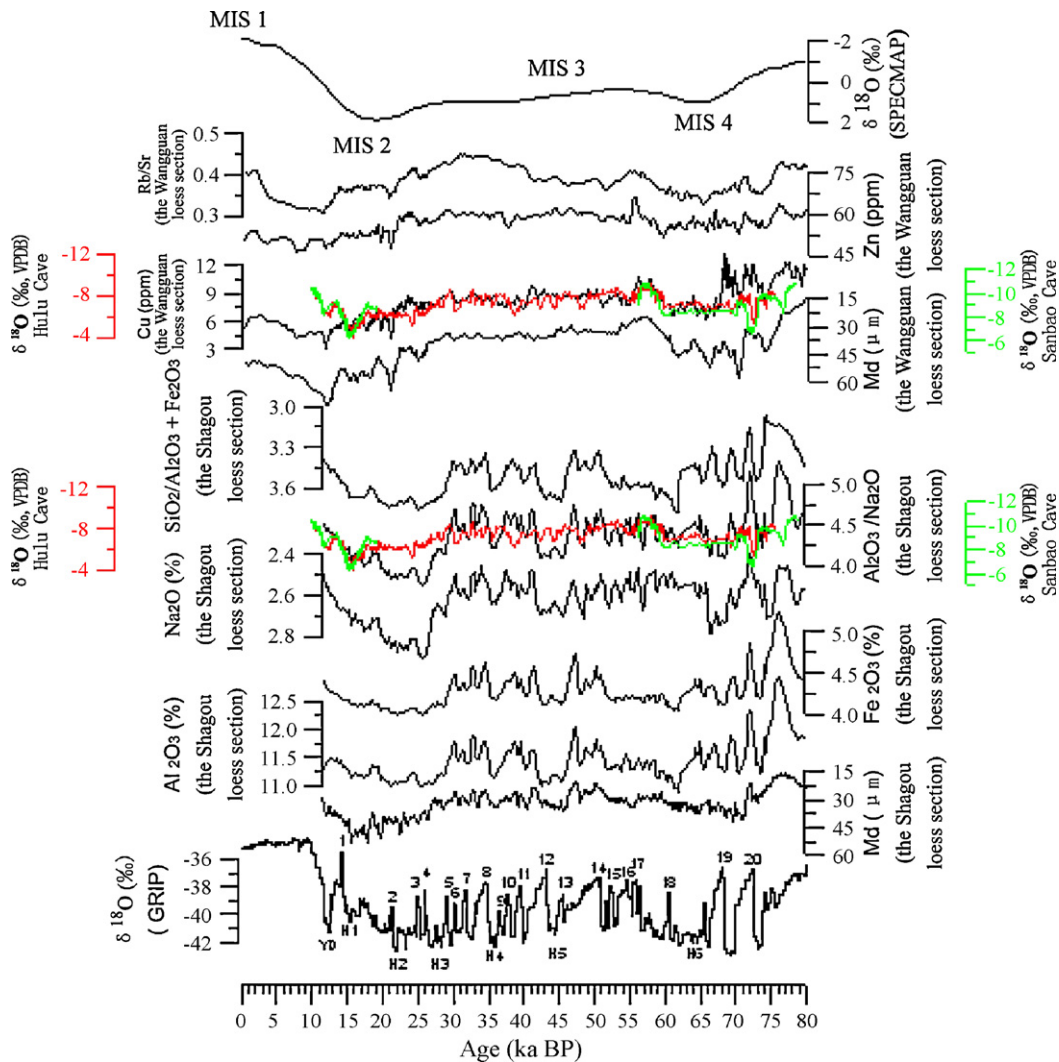 MIS 1
MIS 3
MIS 4
MIS 2
-2
0
2
δ ¹⁸O (‰)
(SPECMAP)
0.5
0.4
0.3
Rb/Sr
(the Wangguan
loess section)
75
60
45
Zn (ppm)
(the Wangguan
loess section)
-12
-8
-4
δ ¹⁸O (‰, VPDB)
Hulu Cave
12
9
6
3
Cu (ppm)
(the Wangguan
loess section)
15
30
45
60
Md (μm)
(the Wangguan
loess section)
-12
-10
-8
-6
δ ¹⁸O (‰, VPDB)
Sanbao Cave
3.0
3.3
3.6
SiO2/Al2O3 + Fe2O3
(the Shagou
loess section)
5.0
4.5
4.0
Al2O3/Na2O
(the Shagou
loess section)
-12
-8
-4
δ ¹⁸O (‰, VPDB)
Hulu Cave
-12
-10
-8
-6
δ ¹⁸O (‰, VPDB)
Sanbao Cave
2.4
2.6
2.8
Na2O (%)
(the Shagou
loess section)
5.0
4.5
4.0
Fe2O3 (%)
(the Shagou
loess section)
12.5
12.0
11.5
11.0
Al2O3 (%)
(the Shagou
loess section)
15
30
45
60
Md (μm)
(the Shagou
loess section)
-36
-38
-40
-42
δ ¹⁸O (‰)
(GRIP)
1 2 3 4 5 6 7 8 9 10 11 12 13 14 15 16 17 18 19 20
YD H1 H2 H3 H4 H5 H6
0 5 10 15 20 25 30 35 40 45 50 55 60 65 70 75 80
Age (ka BP)